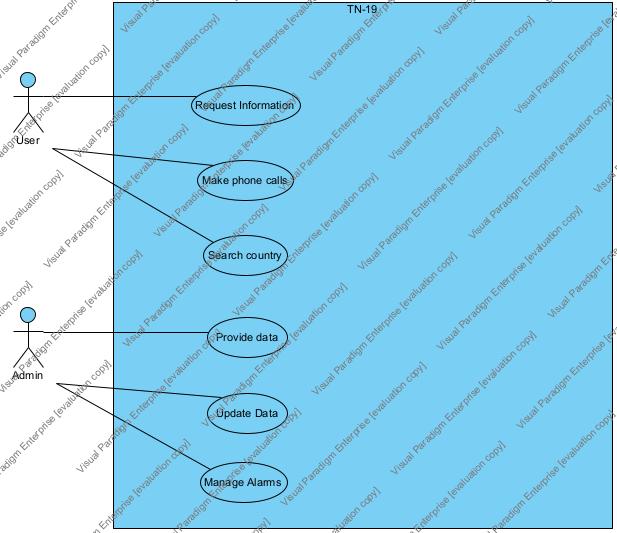 TN-19
Request Information
User
Make phone calls
Search country
Provide data
Admin
Update Data
Manage Alarms
Visual Paradigm Enterprise [evaluation copy]